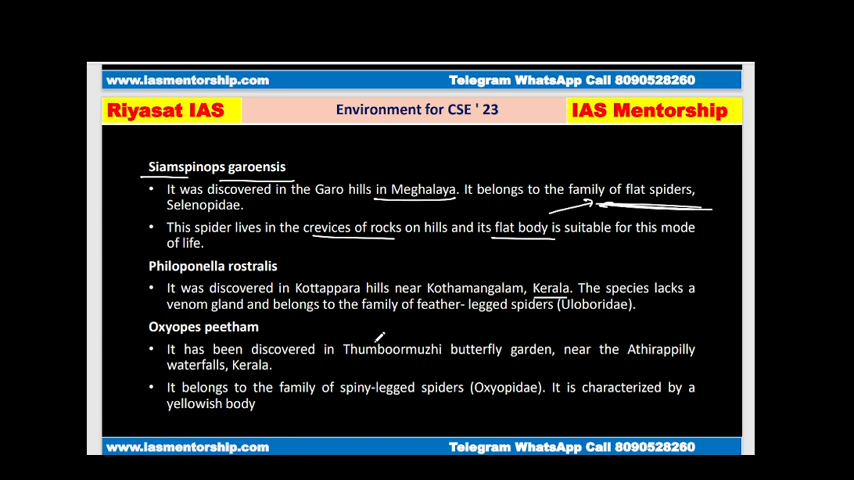 www.iasmentorship.com Telegram WhatsApp Call 8090528260
Riyasat IAS Environment for CSE ' 23 IAS Mentorship
Siamspinops garoensis
• It was discovered in the Garo hills in Meghalaya. It belongs to the family of flat spiders,
Selenopidae.
• This spider lives in the crevices of rocks on hills and its flat body is suitable for this mode
of life.
Philoponella rostralis
• It was discovered in Kottappara hills near Kothamangalam, Kerala. The species lacks a
venom gland and belongs to the family of feather- legged spiders (Uloboridae).
Oxyopes peetham
• It has been discovered in Thumboormuzhi butterfly garden, near the Athirappilly
waterfalls, Kerala.
• It belongs to the family of spiny-legged spiders (Oxyopidae). It is characterized by a
yellowish body
www.iasmentorship.com Telegram WhatsApp Call 8090528260